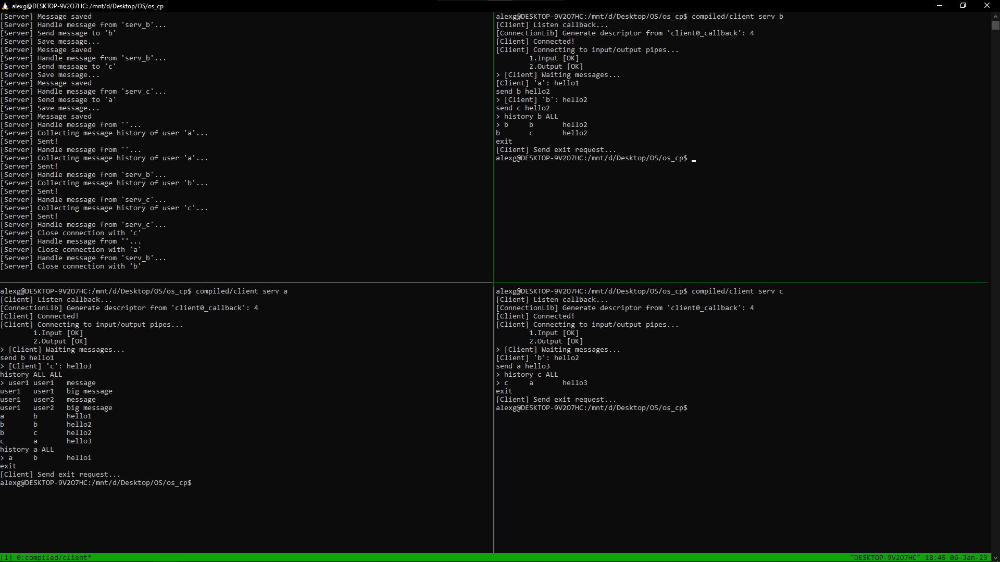 alexg@DESKTOP-9V2O7HC: /mnt/d/Desktop/OS/os_cp
[Server] Message saved
[Server] Handle message from 'serv_b'...
[Server] Send message to 'b'
[Server] Save message...
[Server] Message saved
[Server] Handle message from 'serv_b'...
[Server] Send message to 'c'
[Server] Save message...
[Server] Message saved
[Server] Handle message from 'serv_c'...
[Server] Send message to 'a'
[Server] Save message...
[Server] Message saved
[Server] Handle message from ''...
[Server] Collecting message history of user 'a'...
[Server] Sent!
[Server] Handle message from ''...
[Server] Collecting message history of user 'a'...
[Server] Sent!
[Server] Handle message from 'serv_b'...
[Server] Collecting message history of user 'b'...
[Server] Sent!
[Server] Handle message from 'serv_c'...
[Server] Collecting message history of user 'c'...
[Server] Sent!
[Server] Handle message from 'serv_c'...
[Server] Close connection with 'c'
[Server] Handle message from ''...
[Server] Close connection with 'a'
[Server] Handle message from 'serv_b'...
[Server] Close connection with 'b'
alexg@DESKTOP-9V2O7HC:/mnt/d/Desktop/OS/os_cp$ compiled/client serv b
[Client] Listen callback...
[ConnectionLib] Generate descriptor from 'client0_callback': 4
[Client] Connected!
[Client] Connecting to input/output pipes...
1.Input [OK]
2.Output [OK]
> [Client] Waiting messages...
[Client] 'a': hello1
send b hello2
> [Client] 'b': hello2
send c hello2
> history b ALL
> b b hello2
b c hello2
exit
[Client] Send exit request...
alexg@DESKTOP-9V2O7HC:/mnt/d/Desktop/OS/os_cp$
alexg@DESKTOP-9V2O7HC:/mnt/d/Desktop/OS/os_cp$ compiled/client serv a
[Client] Listen callback...
[ConnectionLib] Generate descriptor from 'client0_callback': 4
[Client] Connected!
[Client] Connecting to input/output pipes...
1.Input [OK]
2.Output [OK]
> [Client] Waiting messages...
send b hello1
> [Client] 'c': hello3
history ALL ALL
> user1 user1 message
user1 user1 big message
user1 user2 message
user1 user2 big message
a b hello1
b b hello2
b c hello2
c a hello3
history a ALL
> a b hello1
exit
[Client] Send exit request...
alexg@DESKTOP-9V2O7HC:/mnt/d/Desktop/OS/os_cp$
alexg@DESKTOP-9V2O7HC:/mnt/d/Desktop/OS/os_cp$ compiled/client serv c
[Client] Listen callback...
[ConnectionLib] Generate descriptor from 'client0_callback': 4
[Client] Connected!
[Client] Connecting to input/output pipes...
1.Input [OK]
2.Output [OK]
> [Client] Waiting messages...
[Client] 'b': hello2
send a hello3
> history c ALL
> c a hello3
exit
[Client] Send exit request...
alexg@DESKTOP-9V2O7HC:/mnt/d/Desktop/OS/os_cp$
[1] 0:compiled/client* "DESKTOP-9V2O7HC" 18:45 06-Jan-23